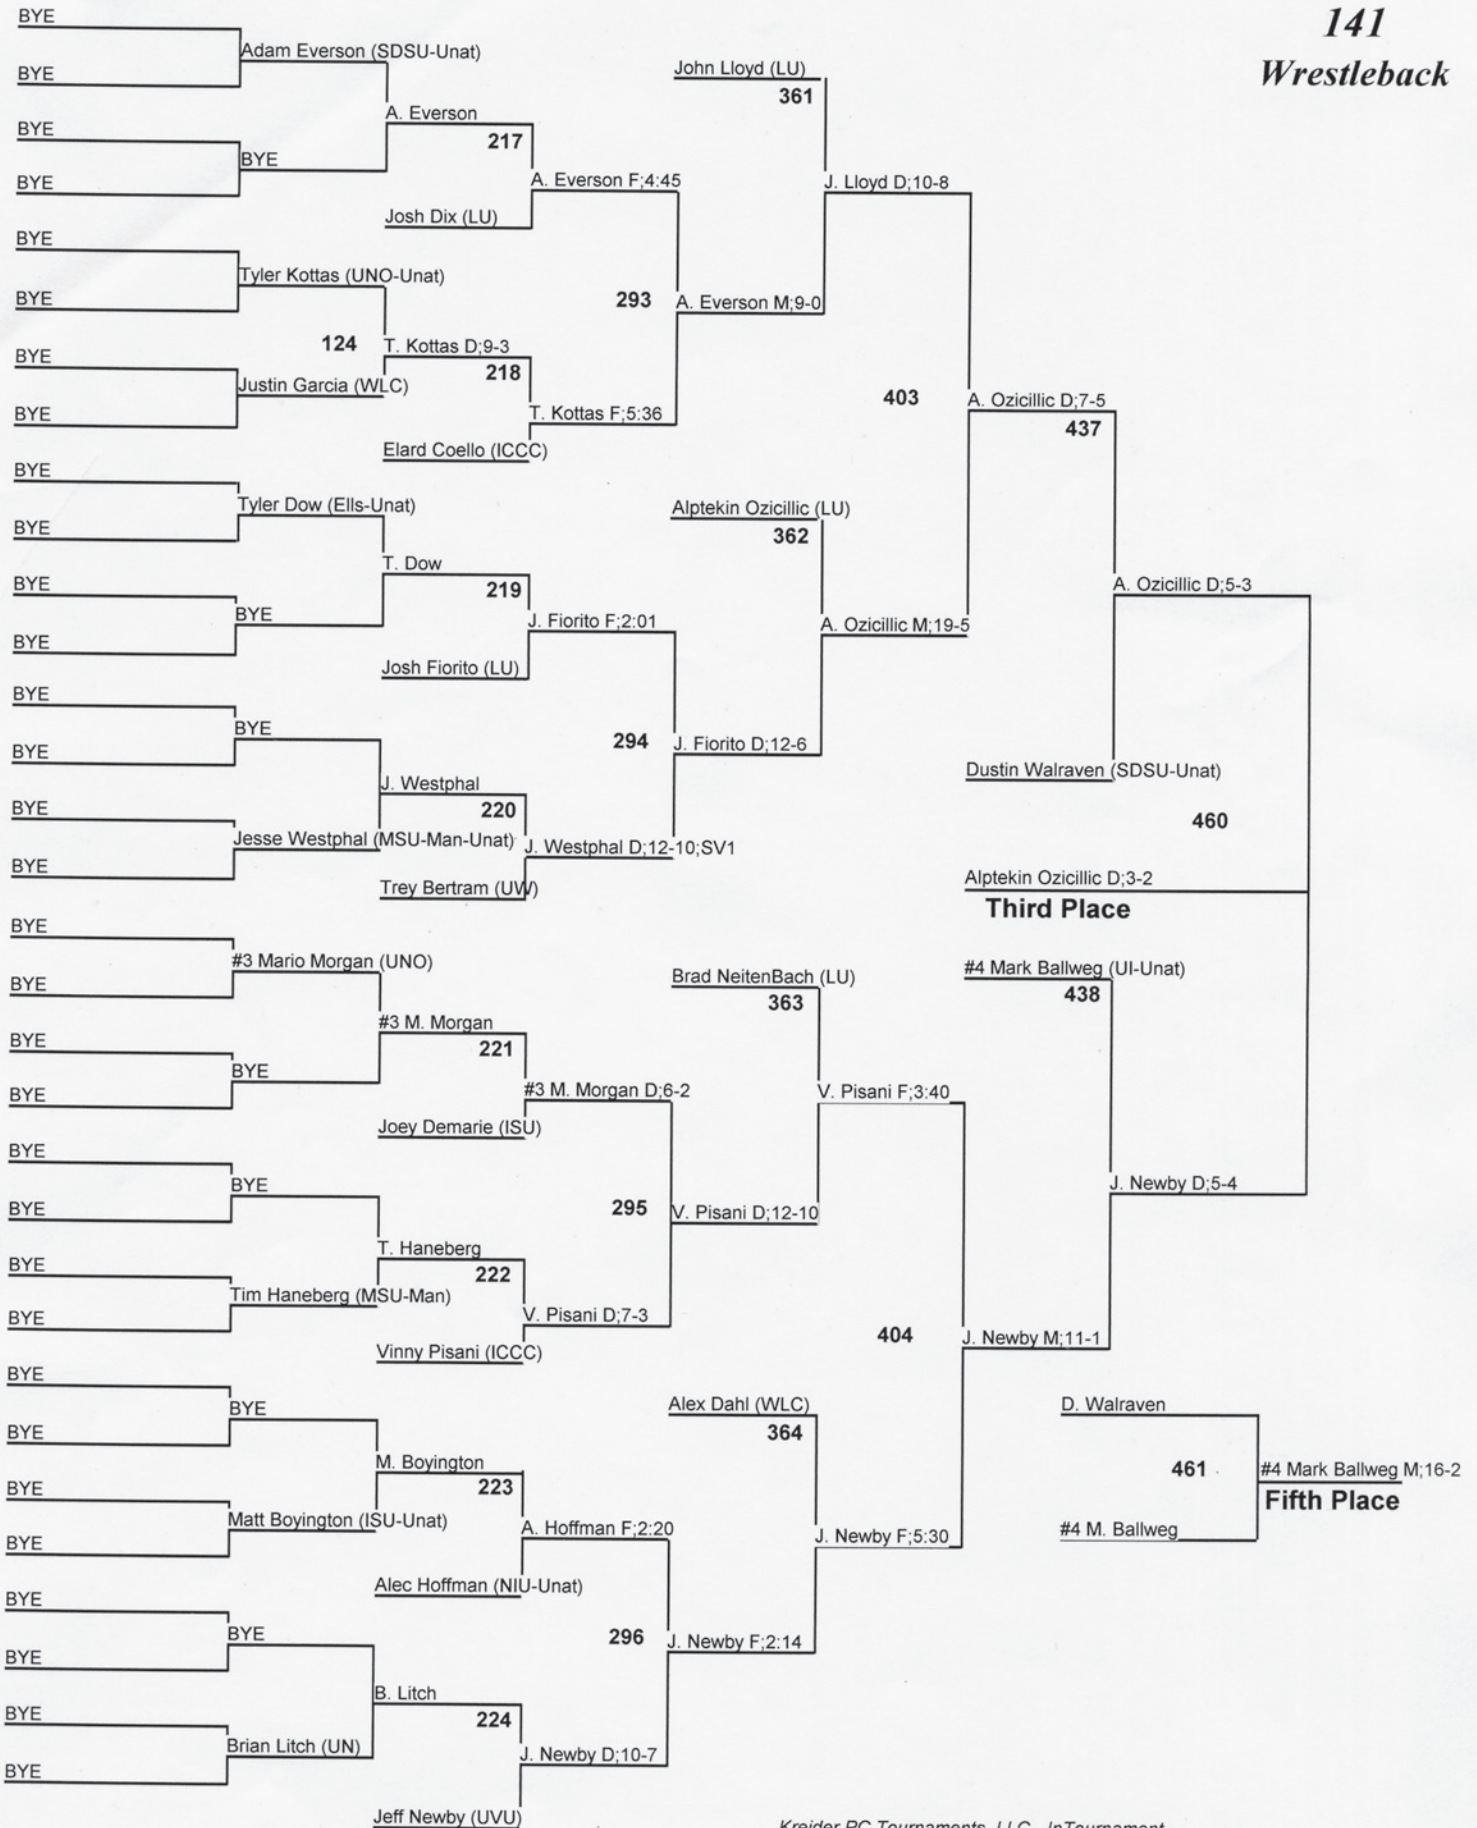 141
Wrestleback
BYE
Adam Everson (SDSU-Unat)
BYE
John Lloyd (LU)
361
A. Everson
BYE
217
BYE
BYE
A. Everson F;4:45
J. Lloyd D;10-8
Josh Dix (LU)
BYE
Tyler Kottas (UNO-Unat)
BYE
293
A. Everson M;9-0
124
T. Kottas D;9-3
BYE
218
Justin Garcia (WLC)
403
A. Ozicillic D;7-5
BYE
T. Kottas F;5:36
437
Elard Coello (ICCC)
BYE
Tyler Dow (Ells-Unat)
Alptekin Ozicillic (LU)
BYE
362
T. Dow
BYE
219
A. Ozicillic D;5-3
BYE
J. Fiorito F;2:01
A. Ozicillic M;19-5
BYE
Josh Fiorito (LU)
BYE
BYE
294
J. Fiorito D;12-6
BYE
Dustin Walraven (SDSU-Unat)
J. Westphal
BYE
220
460
Jesse Westphal (MSU-Man-Unat)
J. Westphal D;12-10;SV1
BYE
Trey Bertram (UW)
Alptekin Ozicillic D;3-2
Third Place
BYE
#3 Mario Morgan (UNO)
#4 Mark Ballweg (UI-Unat)
BYE
Brad NeitenBach (LU)
438
363
#3 M. Morgan
BYE
221
BYE
BYE
#3 M. Morgan D;6-2
V. Pisani F;3:40
Joey Demarie (ISU)
BYE
BYE
J. Newby D;5-4
BYE
295
V. Pisani D;12-10
T. Haneberg
BYE
222
Tim Haneberg (MSU-Man)
BYE
V. Pisani D;7-3
404
J. Newby M;11-1
Vinny Pisani (ICCC)
BYE
BYE
Alex Dahl (WLC)
D. Walraven
BYE
364
M. Boyington
461
#4 Mark Ballweg M;16-2
BYE
223
Fifth Place
Matt Boyington (ISU-Unat)
A. Hoffman F;2:20
J. Newby F;5:30
#4 M. Ballweg
BYE
Alec Hoffman (NIU-Unat)
BYE
BYE
296
J. Newby F;2:14
BYE
B. Litch
BYE
224
Brian Litch (UN)
J. Newby D;10-7
BYE
Jeff Newby (UVU)
Kreider PC Tournaments, LLC - InTournament